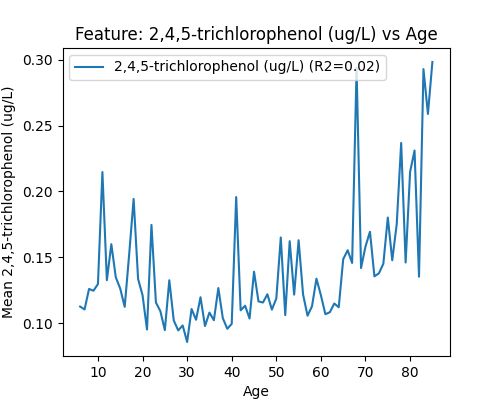 Feature: 2,4,5-trichlorophenol (ug/L) vs Age
2,4,5-trichlorophenol (ug/L) (R2=0.02)
Mean 2,4,5-trichlorophenol (ug/L)
0.30
0.25
0.20
0.15
0.10
10 20 30 40 50 60 70 80
Age